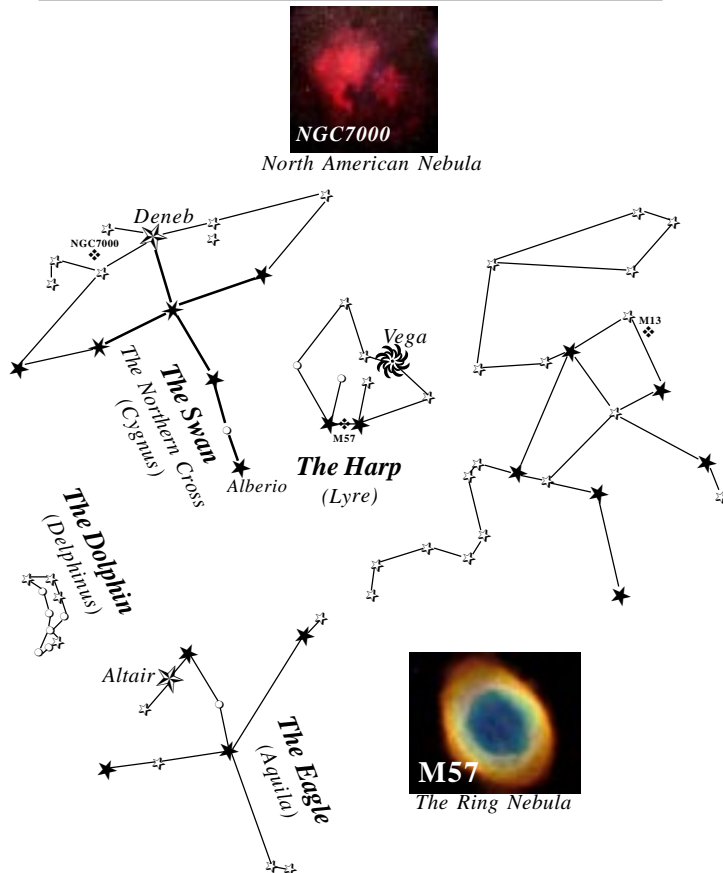 NGC7000
North American Nebula
Deneb
NGC7000
M13
Vega
M57
The Swan
The Northern Cross
(Cygnus)
Alberio
The Harp
(Lyre)
The Dolphin
(Delphinus)
Altair
The Eagle
(Aquila)
M57
The Ring Nebula